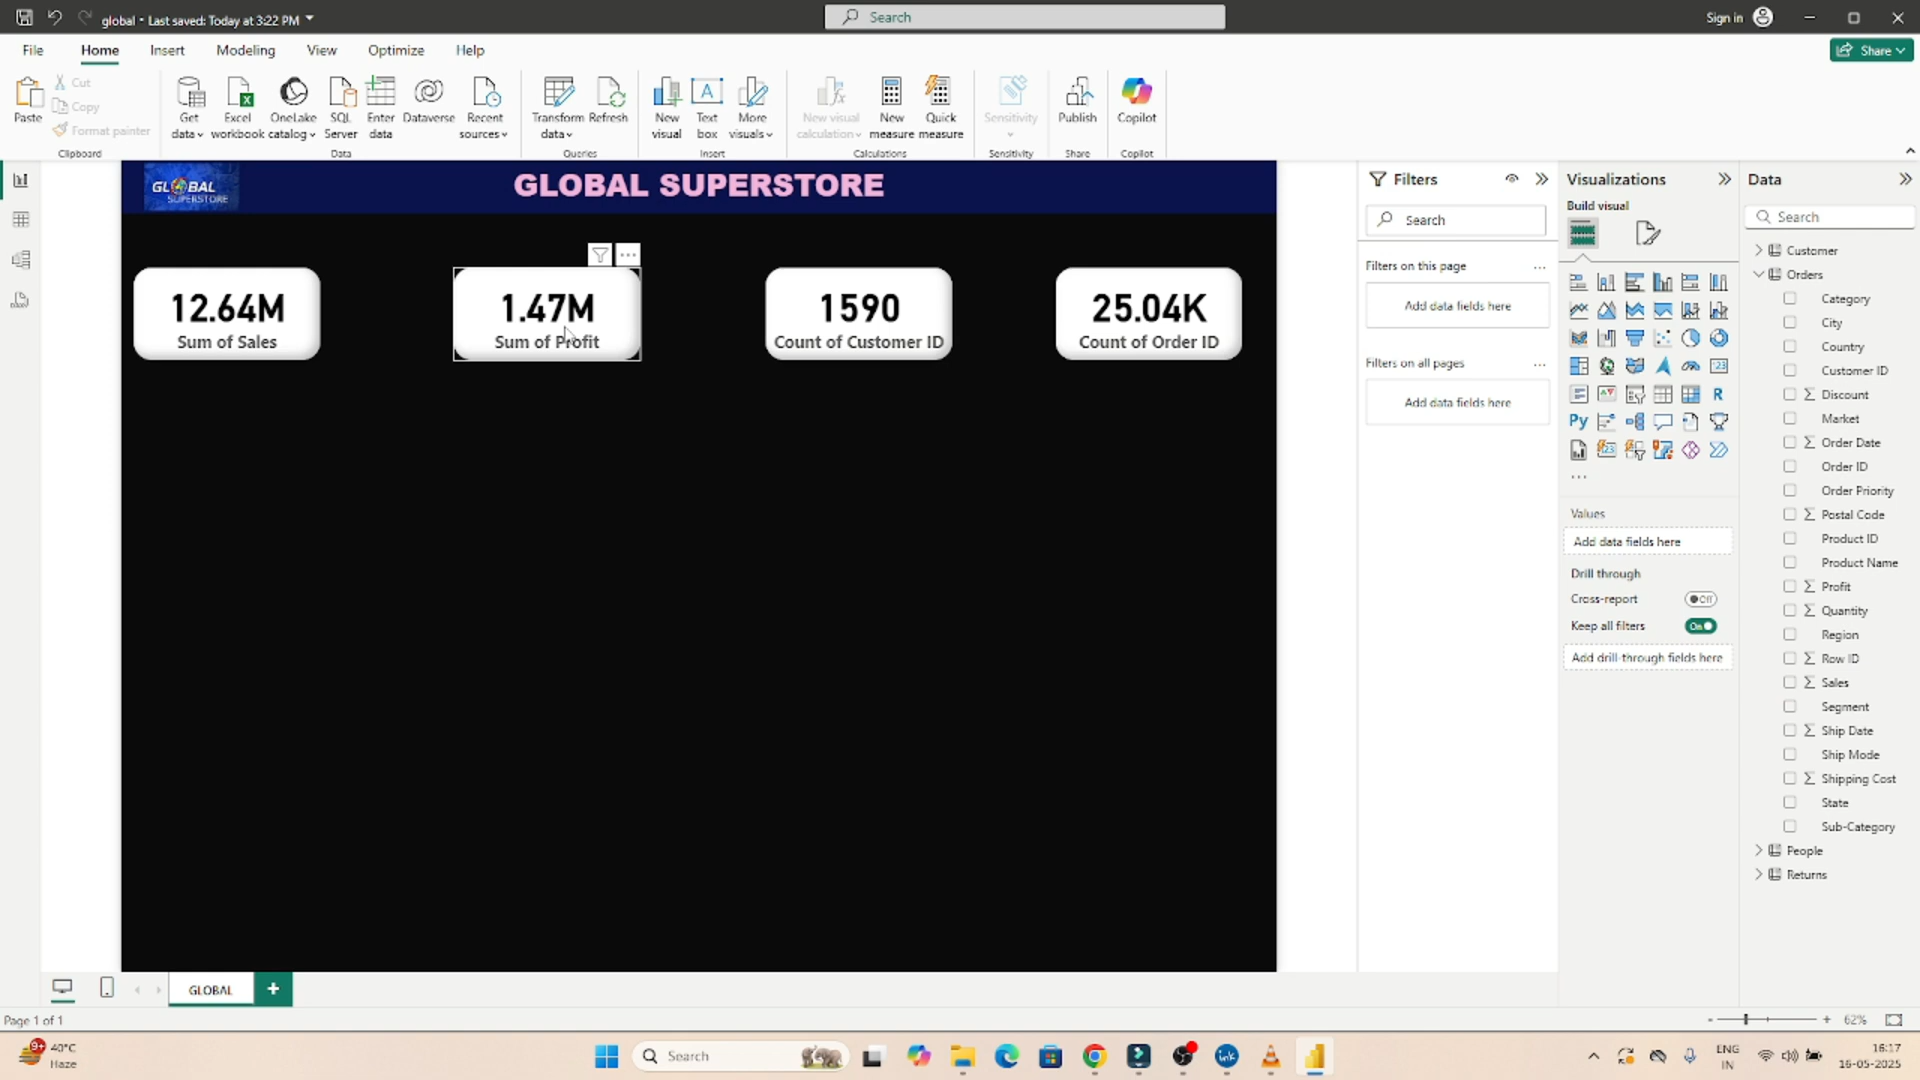 global • Last saved: Today at 3:22 PM
Search
Sign in
File
Home
Insert
Modeling
View
Optimize
Help
Share
Paste
Cut
Copy
Format painter
Clipboard
Get data
Excel workbook
OneLake catalog
SQL Server
Enter data
Dataverse
Recent sources
Data
Transform data
Refresh
Queries
New visual
Text box
More visuals
Insert
New visual calculation
New measure
Quick measure
Calculations
Sensitivity
Sensitivity
Publish
Share
Copilot
Copilot
GLOBAL
SUPERSTORE
GLOBAL SUPERSTORE
12.64M
Sum of Sales
1.47M
Sum of Profit
1590
Count of Customer ID
25.04K
Count of Order ID
Filters
Search
Filters on this page
Add data fields here
Filters on all pages
Add data fields here
Visualizations
Build visual
123
R
Py
123
Values
Add data fields here
Drill through
Cross-report
Off
Keep all filters
On
Add drill-through fields here
Data
Search
Customer
Orders
Category
City
Country
Customer ID
Σ Discount
Market
Σ Order Date
Order ID
Order Priority
Σ Postal Code
Product ID
Product Name
Σ Profit
Σ Quantity
Region
Σ Row ID
Σ Sales
Segment
Σ Ship Date
Ship Mode
Σ Shipping Cost
State
Sub-Category
People
Returns
GLOBAL
Page 1 of 1
- + 62%
9+
40°C
Haze
Search
ink
ENG
IN
16:17
16-05-2025